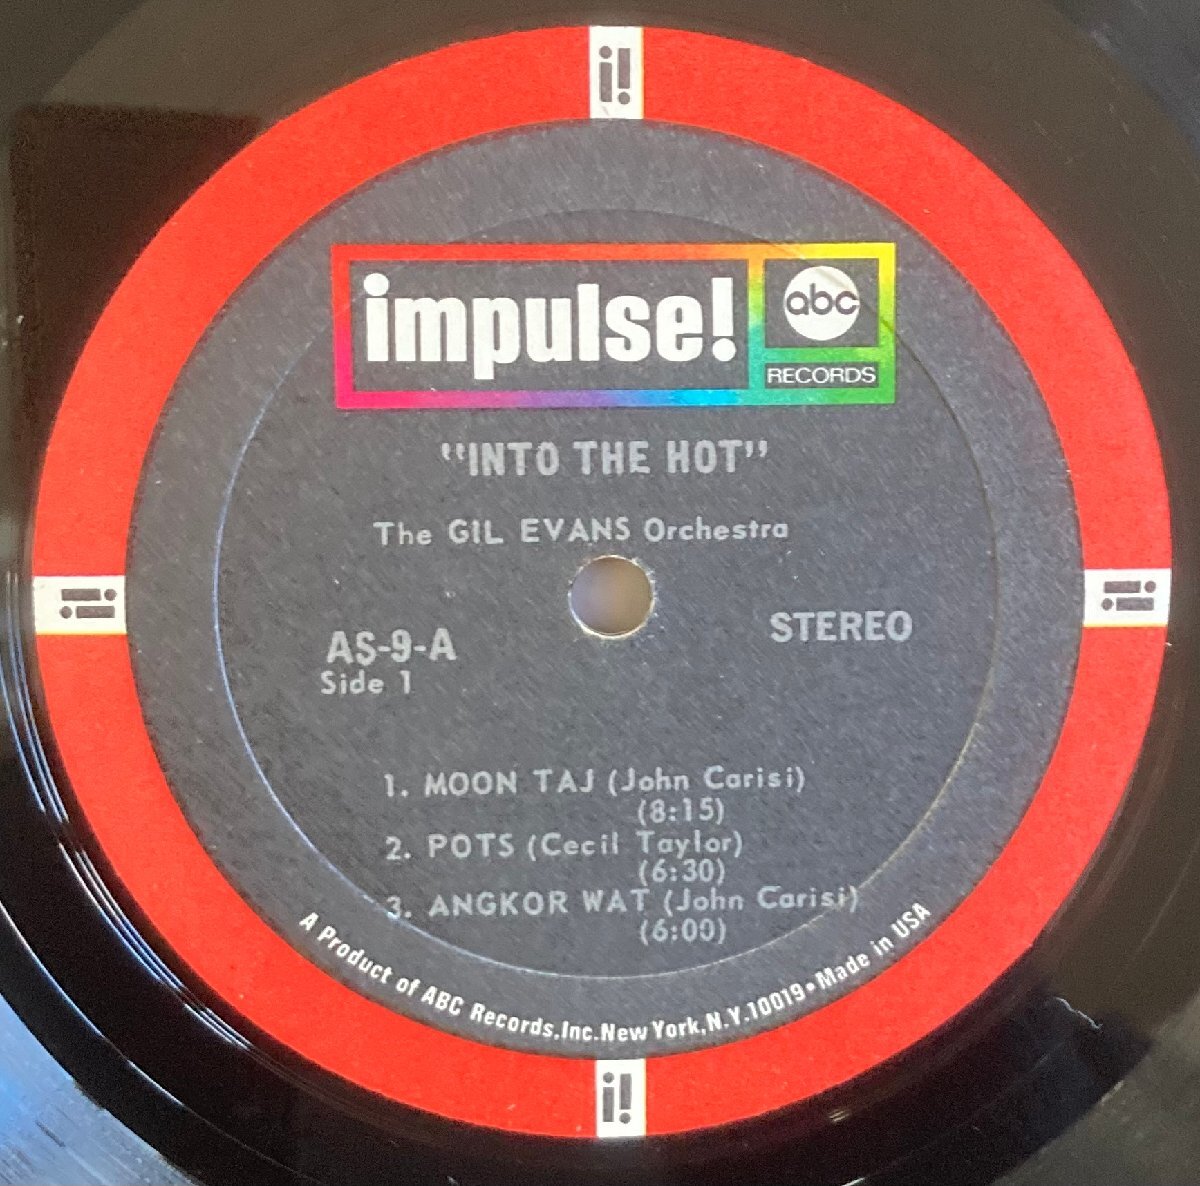 i!
impulse!
abc
RECORDS
"INTO THE HOT"
The GIL EVANS Orchestra
i!
i!
AS-9-A
STEREO
Side 1
1. MOON TAJ (John Carisi)
(8:15)
2. POTS (Cecil Taylor)
(6:30)
3. ANGKOR WAT (John Carisi)
(6:00)
A Product of ABC Records,Inc.New York,N.Y.10019•Made in USA
i!